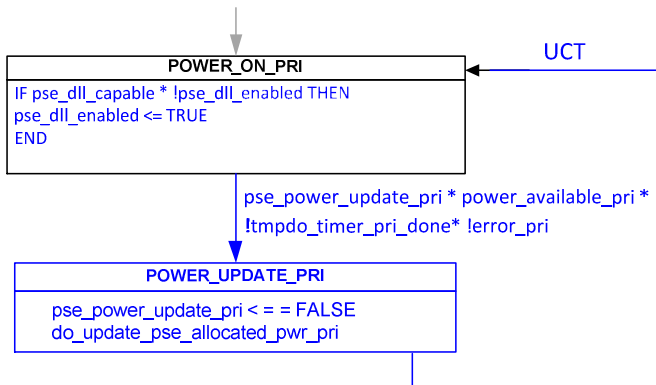 UCT
POWER_ON_PRI
IF pse_dll_capable * !pse_dll_enabled THEN
pse_dll_enabled <= TRUE
END
pse_power_update_pri * power_available_pri *
!tmpdo_timer_pri_done* !error_pri
POWER_UPDATE_PRI
pse_power_update_pri < = = FALSE
do_update_pse_allocated_pwr_pri